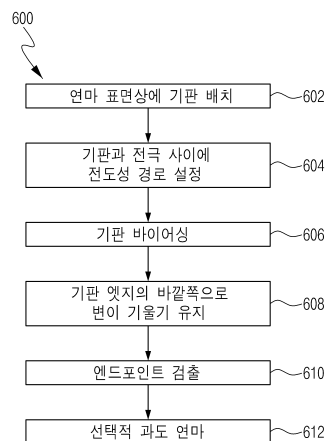 600
연마 표면상에 기판 배치
602
기판과 전극 사이에
전도성 경로 설정
604
기판 바이어싱
606
기판 엣지의 바깥쪽으로
변이 기울기 유지
608
엔드포인트 검출
610
선택적 과도 연마
612